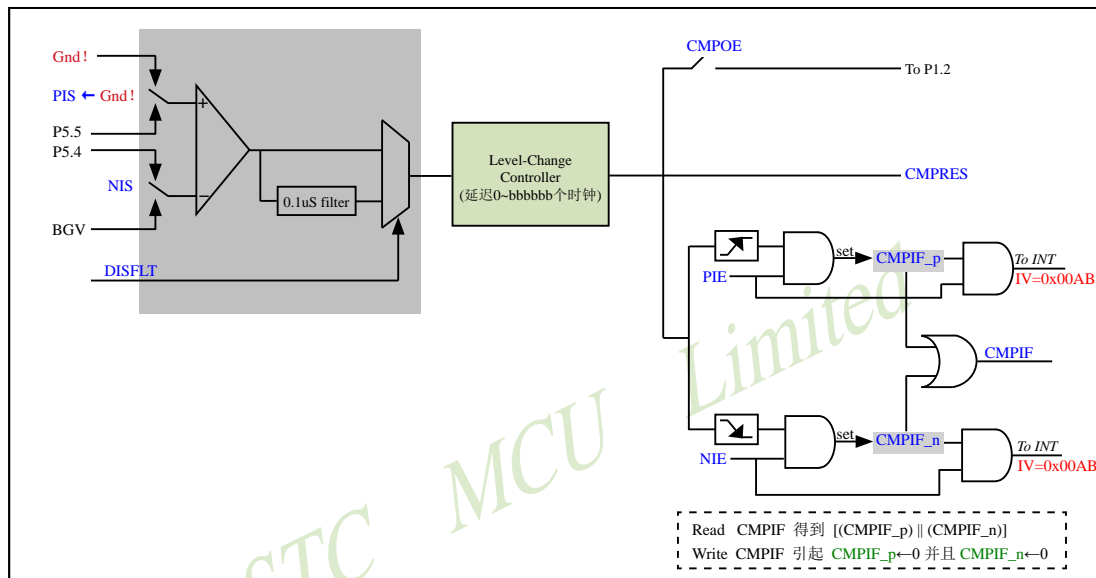 Gnd!
PIS ← Gnd!
P5.5
P5.4
NIS
BGV
DISFLT
+
−
0.1uS filter
Level-Change
Controller
(延迟0~bbbbbb个时钟)
CMPOE
To P1.2
CMPRES
PIE
set
CMPIF_p
To INT
IV=0x00AB
CMPIF
NIE
set
CMPIF_n
To INT
IV=0x00AB
Read CMPIF 得到 [(CMPIF_p) || (CMPIF_n)]
Write CMPIF 引起 CMPIF_p←0 并且 CMPIF_n←0
STC MCU Limited